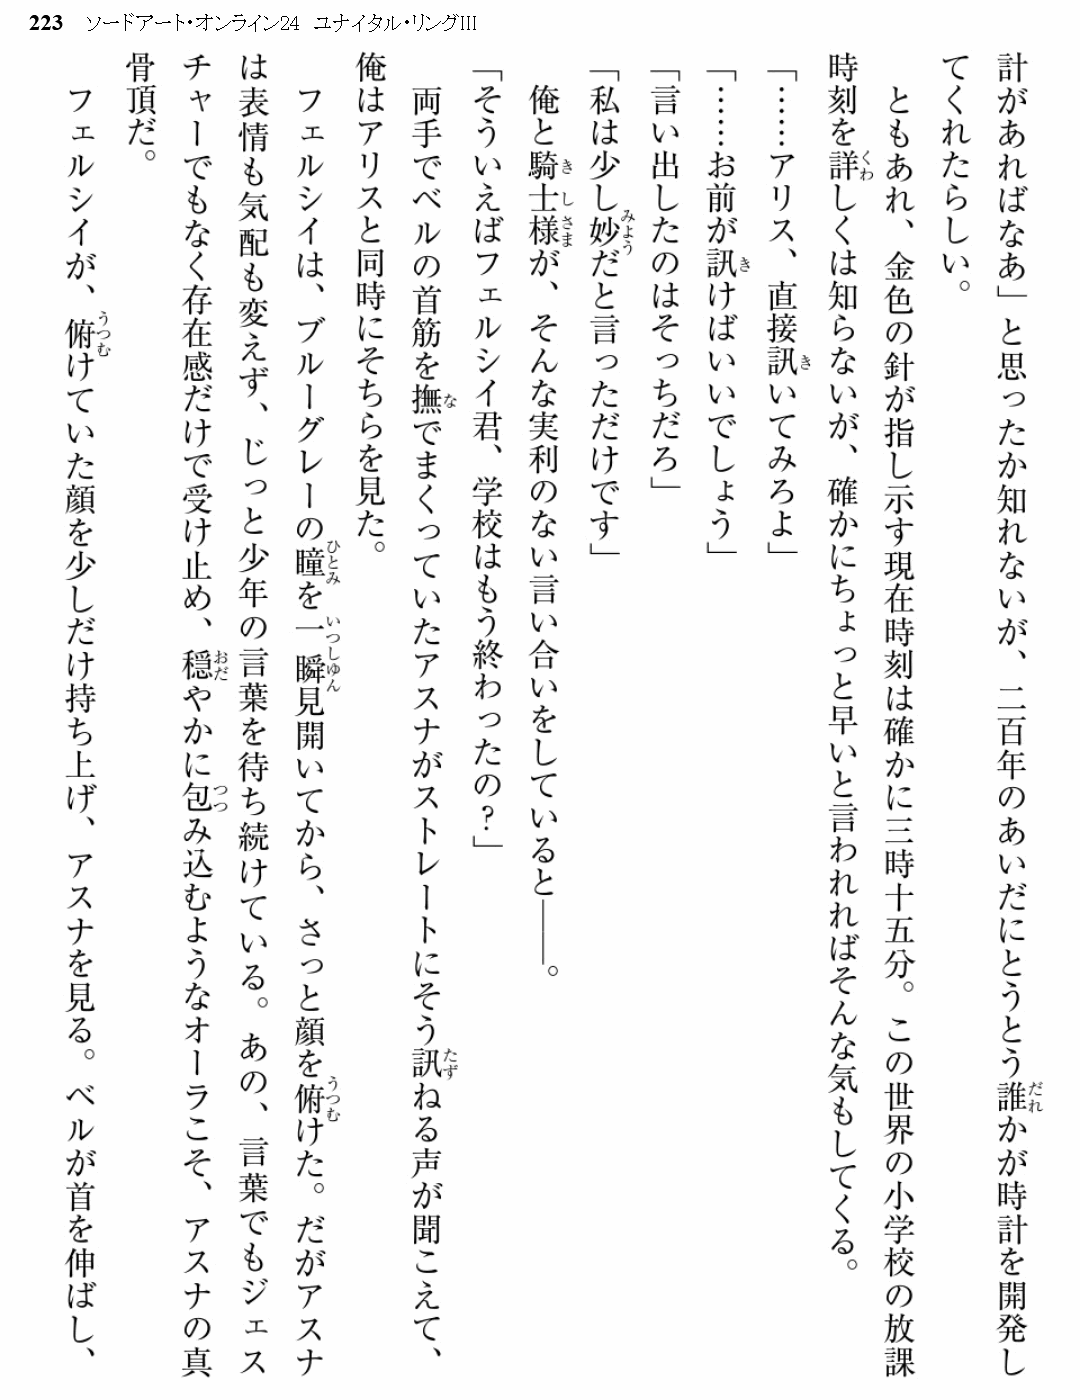 223 ソードアート・オンライン24 ユナイタル・リングIII
計があればなあ」と思ったか知れないが、二百年のあいだにとうとう誰かが時計を開発し
てくれたらしい。
ともあれ、金色の針が指し示す現在時刻は確かに三時十五分。この世界の小学校の放課
時刻を詳しくは知らないが、確かにちょっと早いと言われればそんな気もしてくる。
「……アリス、直接訊いてみろよ」
「……お前が訊けばいいでしょう」
「言い出したのはそっちだろ」
「私は少し妙だと言っただけです」
俺と騎士様が、そんな実利のない言い合いをしていると――。
「そういえばフェルシイ君、学校はもう終わったの？」
両手でベルの首筋を撫でまくっていたアスナがストレートにそう訊ねる声が聞こえて、
俺はアリスと同時にそちらを見た。
フェルシイは、ブルーグレーの瞳を一瞬見開いてから、さっと顔を俯けた。だがアスナ
は表情も気配も変えず、じっと少年の言葉を待ち続けている。あの、言葉でもジェス
チャーでもなく存在感だけで受け止め、穏やかに包み込むようなオーラこそ、アスナの真
骨頂だ。
フェルシイが、俯けていた顔を少しだけ持ち上げ、アスナを見る。ベルが首を伸ばし、